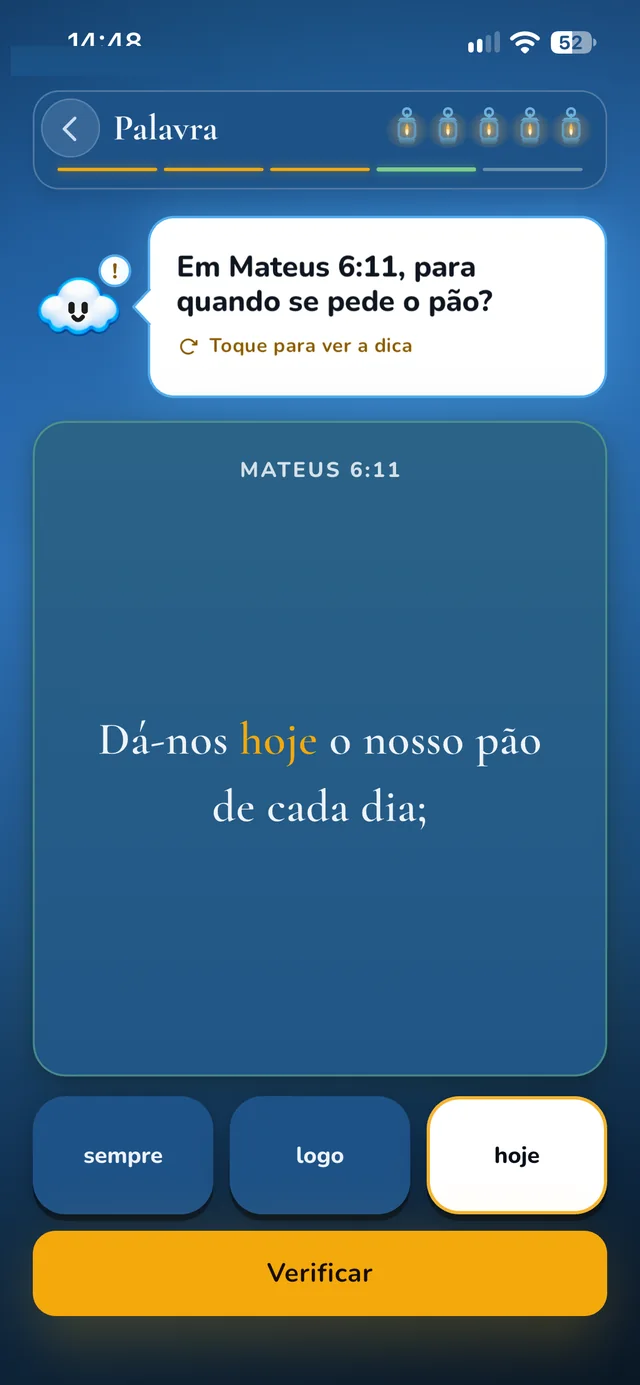 14:48
52
Palavra
!
Em Mateus 6:11, para
quando se pede o pão?
Toque para ver a dica
MATEUS 6:11
Dá-nos hoje o nosso pão
de cada dia;
sempre
logo
hoje
Verificar